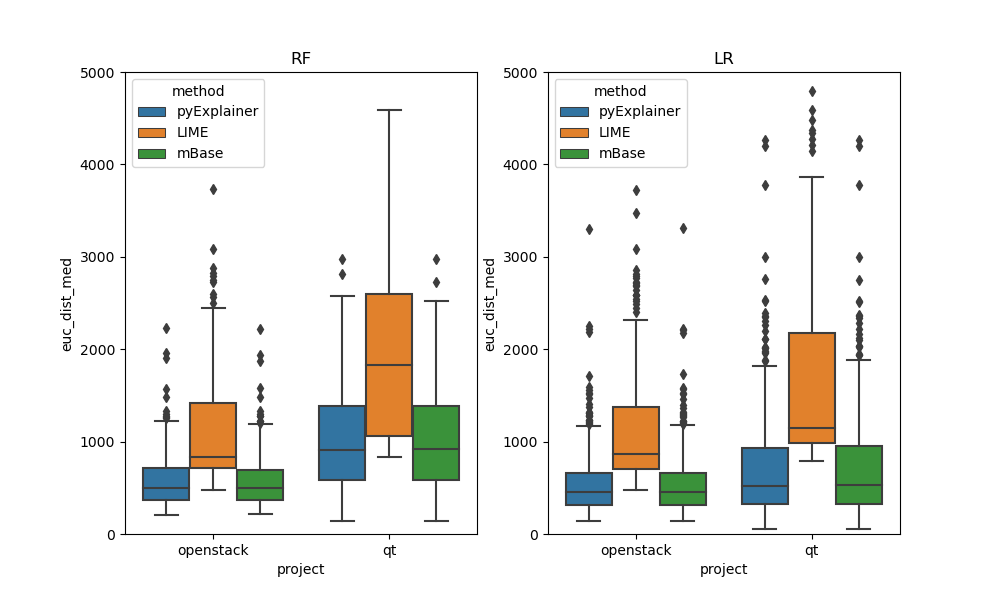 RF
5000
4000
3000
2000
1000
0
euc_dist_med
method
pyExplainer
LIME
mBase
openstack
qt
project
LR
5000
4000
3000
2000
1000
0
euc_dist_med
method
pyExplainer
LIME
mBase
openstack
qt
project